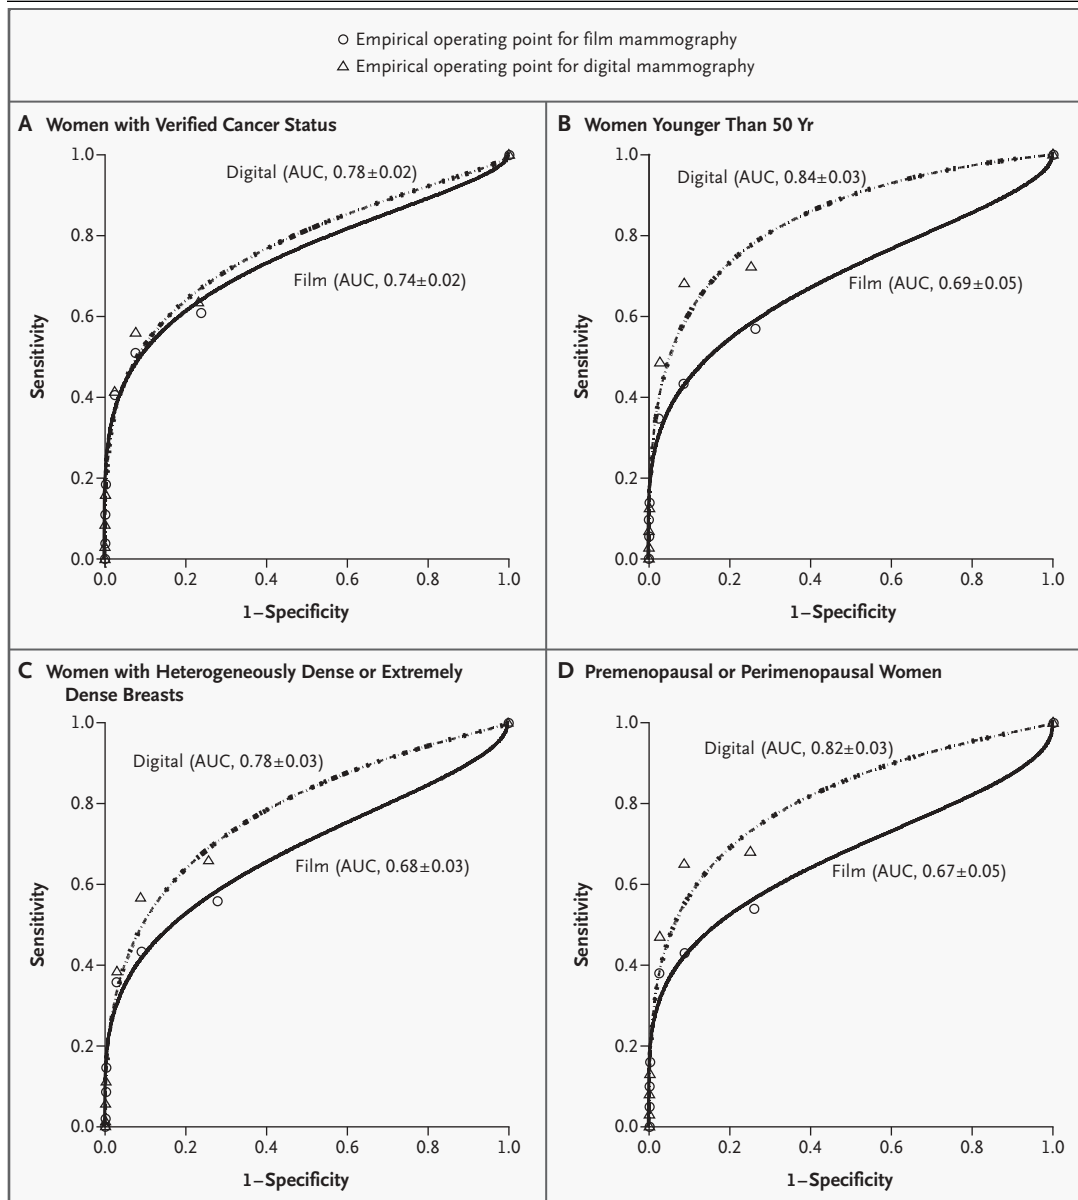 ○ Empirical operating point for film mammography
△ Empirical operating point for digital mammography
A Women with Verified Cancer Status
1.0
0.8
0.6
0.4
0.2
0.0
Sensitivity
Digital (AUC, 0.78±0.02)
Film (AUC, 0.74±0.02)
0.0 0.2 0.4 0.6 0.8 1.0
1–Specificity
B Women Younger Than 50 Yr
1.0
0.8
0.6
0.4
0.2
0.0
Sensitivity
Digital (AUC, 0.84±0.03)
Film (AUC, 0.69±0.05)
0.0 0.2 0.4 0.6 0.8 1.0
1–Specificity
C Women with Heterogeneously Dense or Extremely
Dense Breasts
1.0
0.8
0.6
0.4
0.2
0.0
Sensitivity
Digital (AUC, 0.78±0.03)
Film (AUC, 0.68±0.03)
0.0 0.2 0.4 0.6 0.8 1.0
1–Specificity
D Premenopausal or Perimenopausal Women
1.0
0.8
0.6
0.4
0.2
0.0
Sensitivity
Digital (AUC, 0.82±0.03)
Film (AUC, 0.67±0.05)
0.0 0.2 0.4 0.6 0.8 1.0
1–Specificity